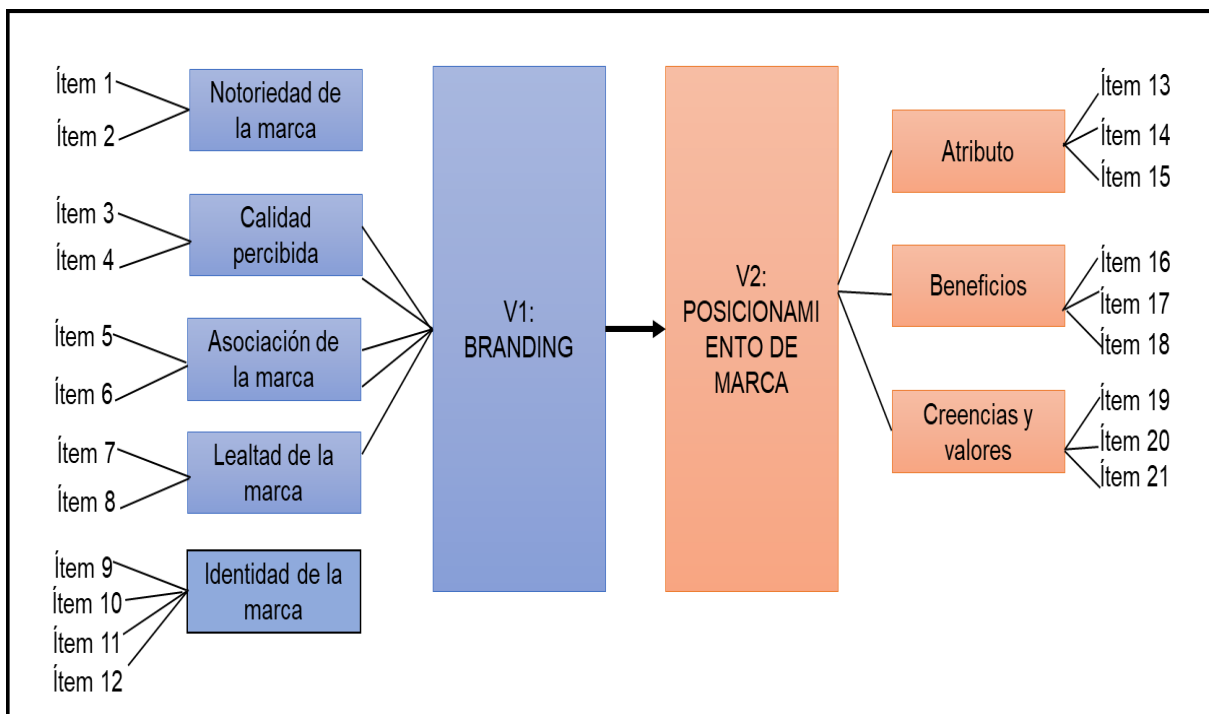 Ítem 1
Ítem 2
Notoriedad de
la marca
Ítem 3
Ítem 4
Calidad
percibida
Ítem 5
Ítem 6
Asociación de
la marca
Ítem 7
Ítem 8
Lealtad de la
marca
Ítem 9
Ítem 10
Ítem 11
Ítem 12
Identidad de la
marca
V1:
BRANDING
V2:
POSICIONAMI
ENTO DE
MARCA
Atributo
Ítem 13
Ítem 14
Ítem 15
Beneficios
Ítem 16
Ítem 17
Ítem 18
Creencias y
valores
Ítem 19
Ítem 20
Ítem 21